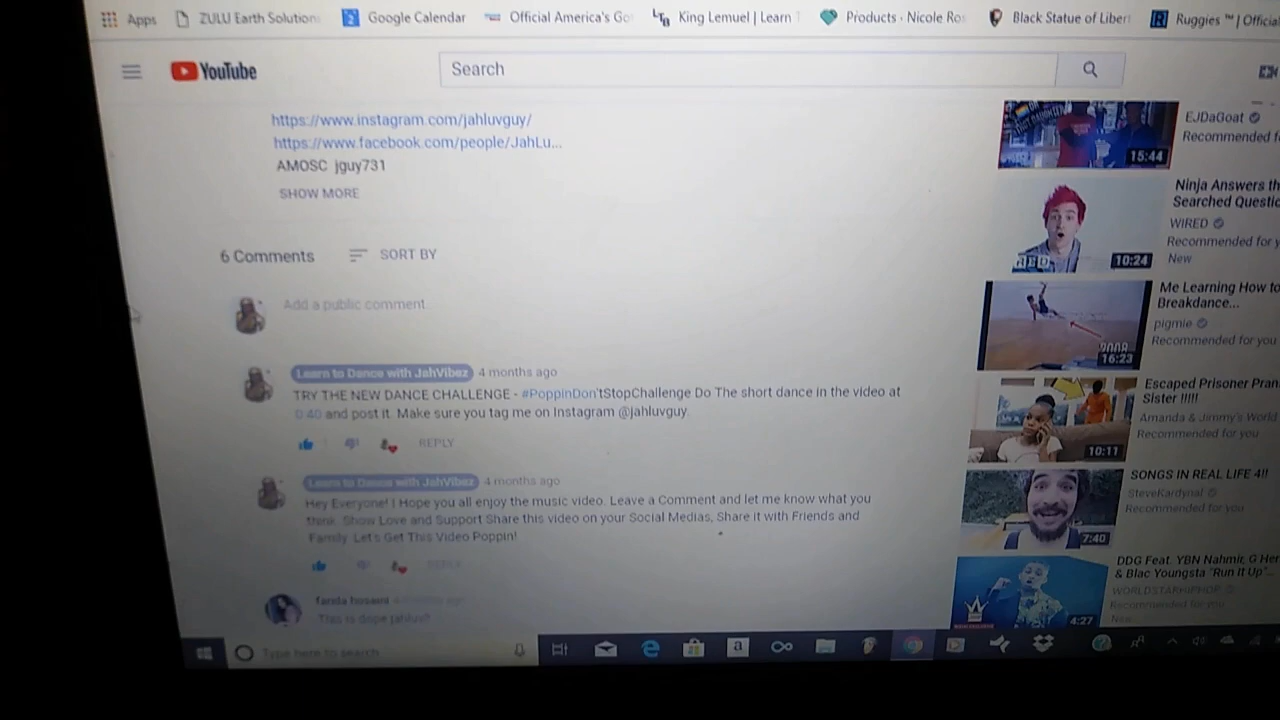 Apps
ZULU Earth Solution
Google Calendar
Official America's Go
King Lemuel | Learn T
Products - Nicole Ro
Black Statue of Liber
Ruggies ™ | Officia
YouTube
Search
https://www.instagram.com/jahluvguy/
https://www.facebook.com/people/JahLu...
AMOSC jguy731
SHOW MORE
6 Comments
SORT BY
Add a public comment
Learn to Dance with JahVibez 4 months ago
TRY THE NEW DANCE CHALLENGE - #PoppinDon'tStopChallenge Do The short dance in the video at
0:40 and post it. Make sure you tag me on Instagram @jahluvguy.
REPLY
Learn to Dance with JahVibez 4 months ago
Hey Everyone! I Hope you all enjoy the music video. Leave a Comment and let me know what you
think. Show Love and Support Share this video on your Social Medias, Share it with Friends and
Family. Let's Get This Video Poppin!
REPLY
This is dope
EJDaGoat
Recommended f
15:44
Ninja Answers th
Searched Questio
WIRED
Recommended for y
New
10:24
Me Learning How to
Breakdance...
pigmie
Recommended for you
16:23
Escaped Prisoner Pran
Sister !!!!!
Amanda & Jimmy's World
Recommended for you
10:11
SONGS IN REAL LIFE 4!!
SteveKardynal
Recommended for you
7:40
DDG Feat. YBN Nahmir, G Her
& Blac Youngsta "Run It Up"...
WORLDSTARHIPHOP
Recommended for you
New
4:27
Type here to search